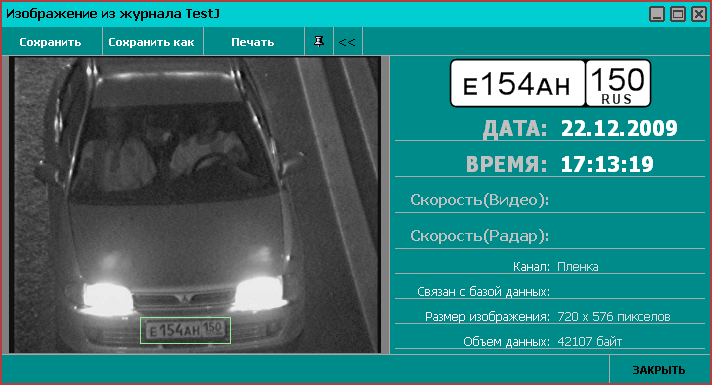 Изображение из журнала TestJ
Сохранить Сохранить как Печать <<
Е154АН 150
RUS
ДАТА: 22.12.2009
ВРЕМЯ: 17:13:19
Скорость(Видео):
Скорость(Радар):
Канал: Пленка
Связан с базой данных:
Размер изображения: 720 x 576 пикселов
Объем данных: 42107 байт
Е154АН 150
ЗАКРЫТЬ